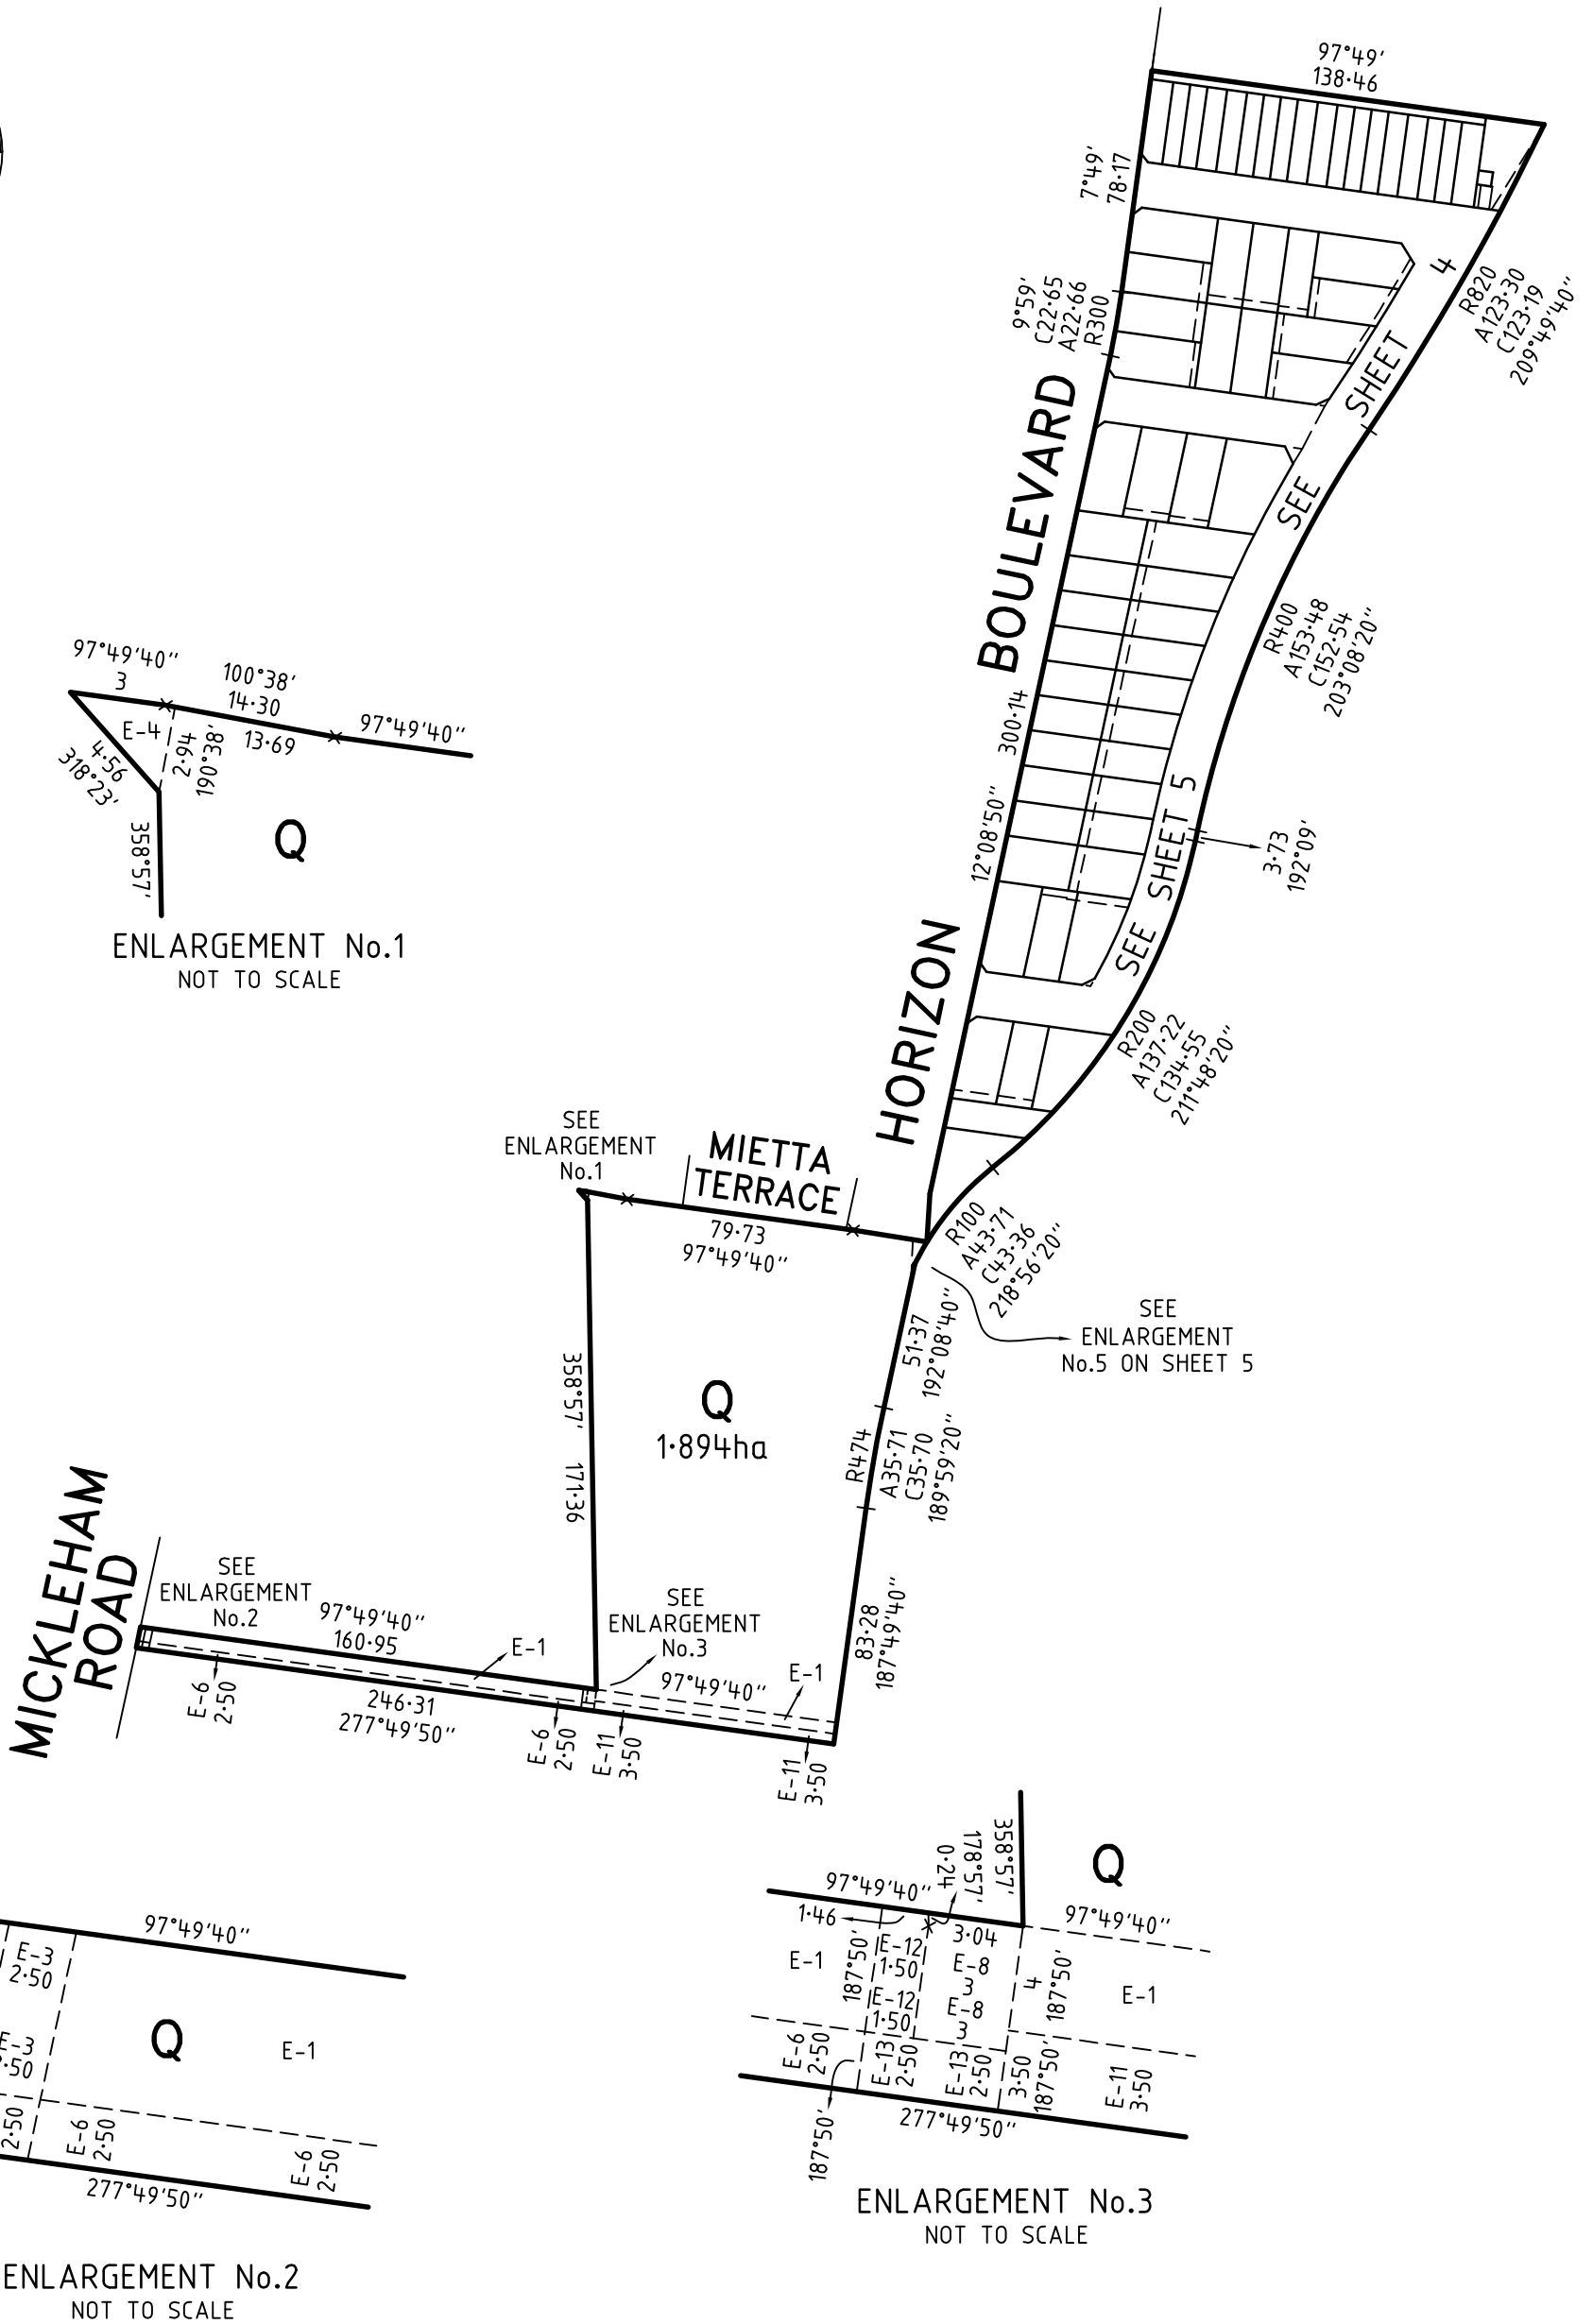 97°49'
138·46
7°49'
78·17
9°59'
C22·65
A22·66
R300
R820
A123·30
C123·19
209°49'40"
SEE SHEET 4
BOULEVARD
HORIZON
300·14
12°08'50"
R400
A153·48
C152·54
203°08'20"
SEE SHEET 5
3·73
192°09'
R200
A137·22
C134·55
211°48'20"
97°49'40"
3
100°38'
14·30
13·69
97°49'40"
E-4
4·56
318°23'
2·94
190°38'
358°57'
Q
ENLARGEMENT No.1
NOT TO SCALE
SEE
ENLARGEMENT
No.1
MIETTA
TERRACE
79·73
97°49'40"
R100
A43·71
C43·36
218°56'20"
SEE
ENLARGEMENT
No.5 ON SHEET 5
51·37
192°08'40"
358°57'
171·36
Q
1·894ha
R474
A35·71
C35·70
189°59'20"
83·28
187°49'40"
MICKLEHAM
ROAD
SEE
ENLARGEMENT
No.2
97°49'40"
160·95
E-1
SEE
ENLARGEMENT
No.3
97°49'40"
E-1
E-6
2·50
246·31
277°49'50"
E-6
2·50
E-11
3·50
E-11
3·50
97°49'40"
E-3
2·50
E-3
2·50
Q
E-1
2·50
E-6
2·50
E-6
2·50
277°49'50"
ENLARGEMENT No.2
NOT TO SCALE
97°49'40"
0·24
178°57'
358°57'
Q
97°49'40"
1·46
3·04
E-1
187°50'
E-12
1·50
E-8
3
E-12
1·50
E-8
3
4
187°50'
E-1
E-6
2·50
E-13
2·50
E-13
2·50
3·50
187°50'
E-11
3·50
187°50'
277°49'50"
ENLARGEMENT No.3
NOT TO SCALE